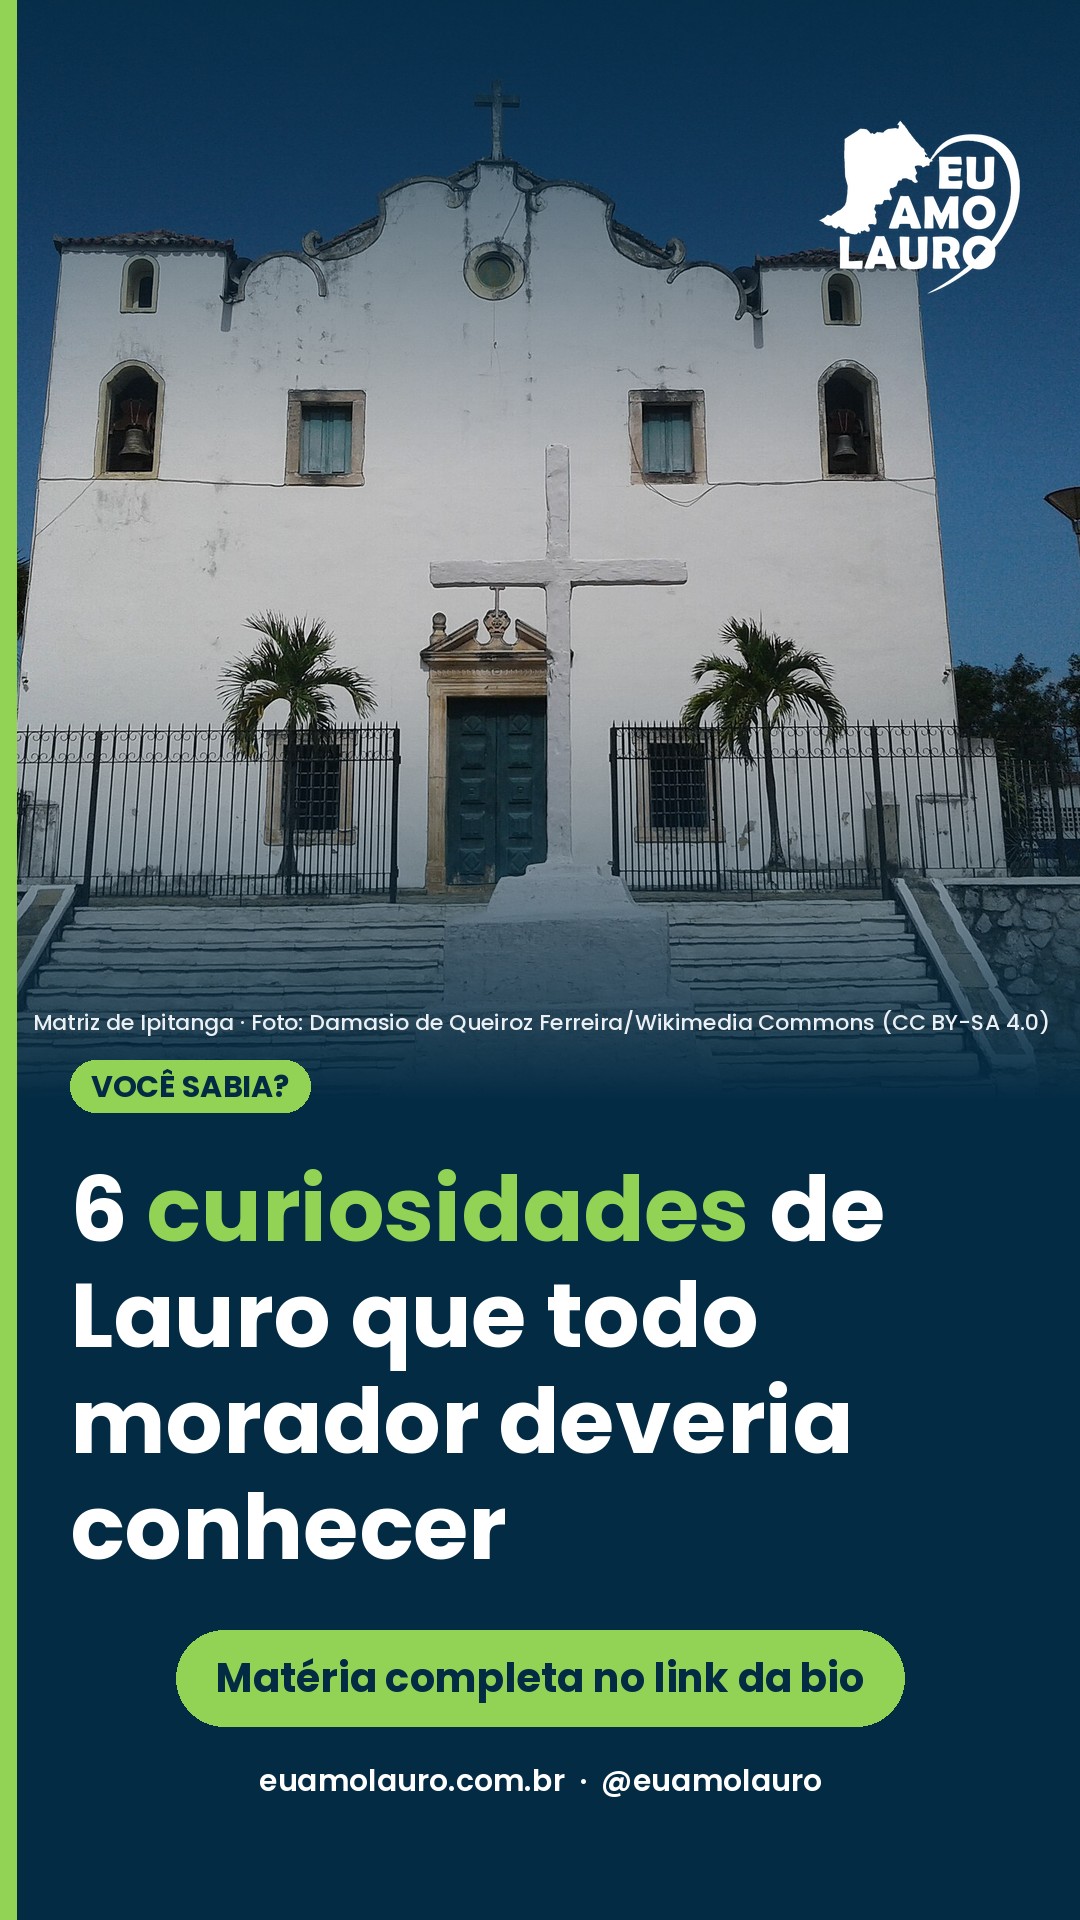 EU
AMO
LAURO
Matriz de Ipitanga · Foto: Damasio de Queiroz Ferreira/Wikimedia Commons (CC BY-SA 4.0)
VOCÊ SABIA?
6 curiosidades de
Lauro que todo
morador deveria
conhecer
Matéria completa no link da bio
euamolauro.com.br · @euamolauro